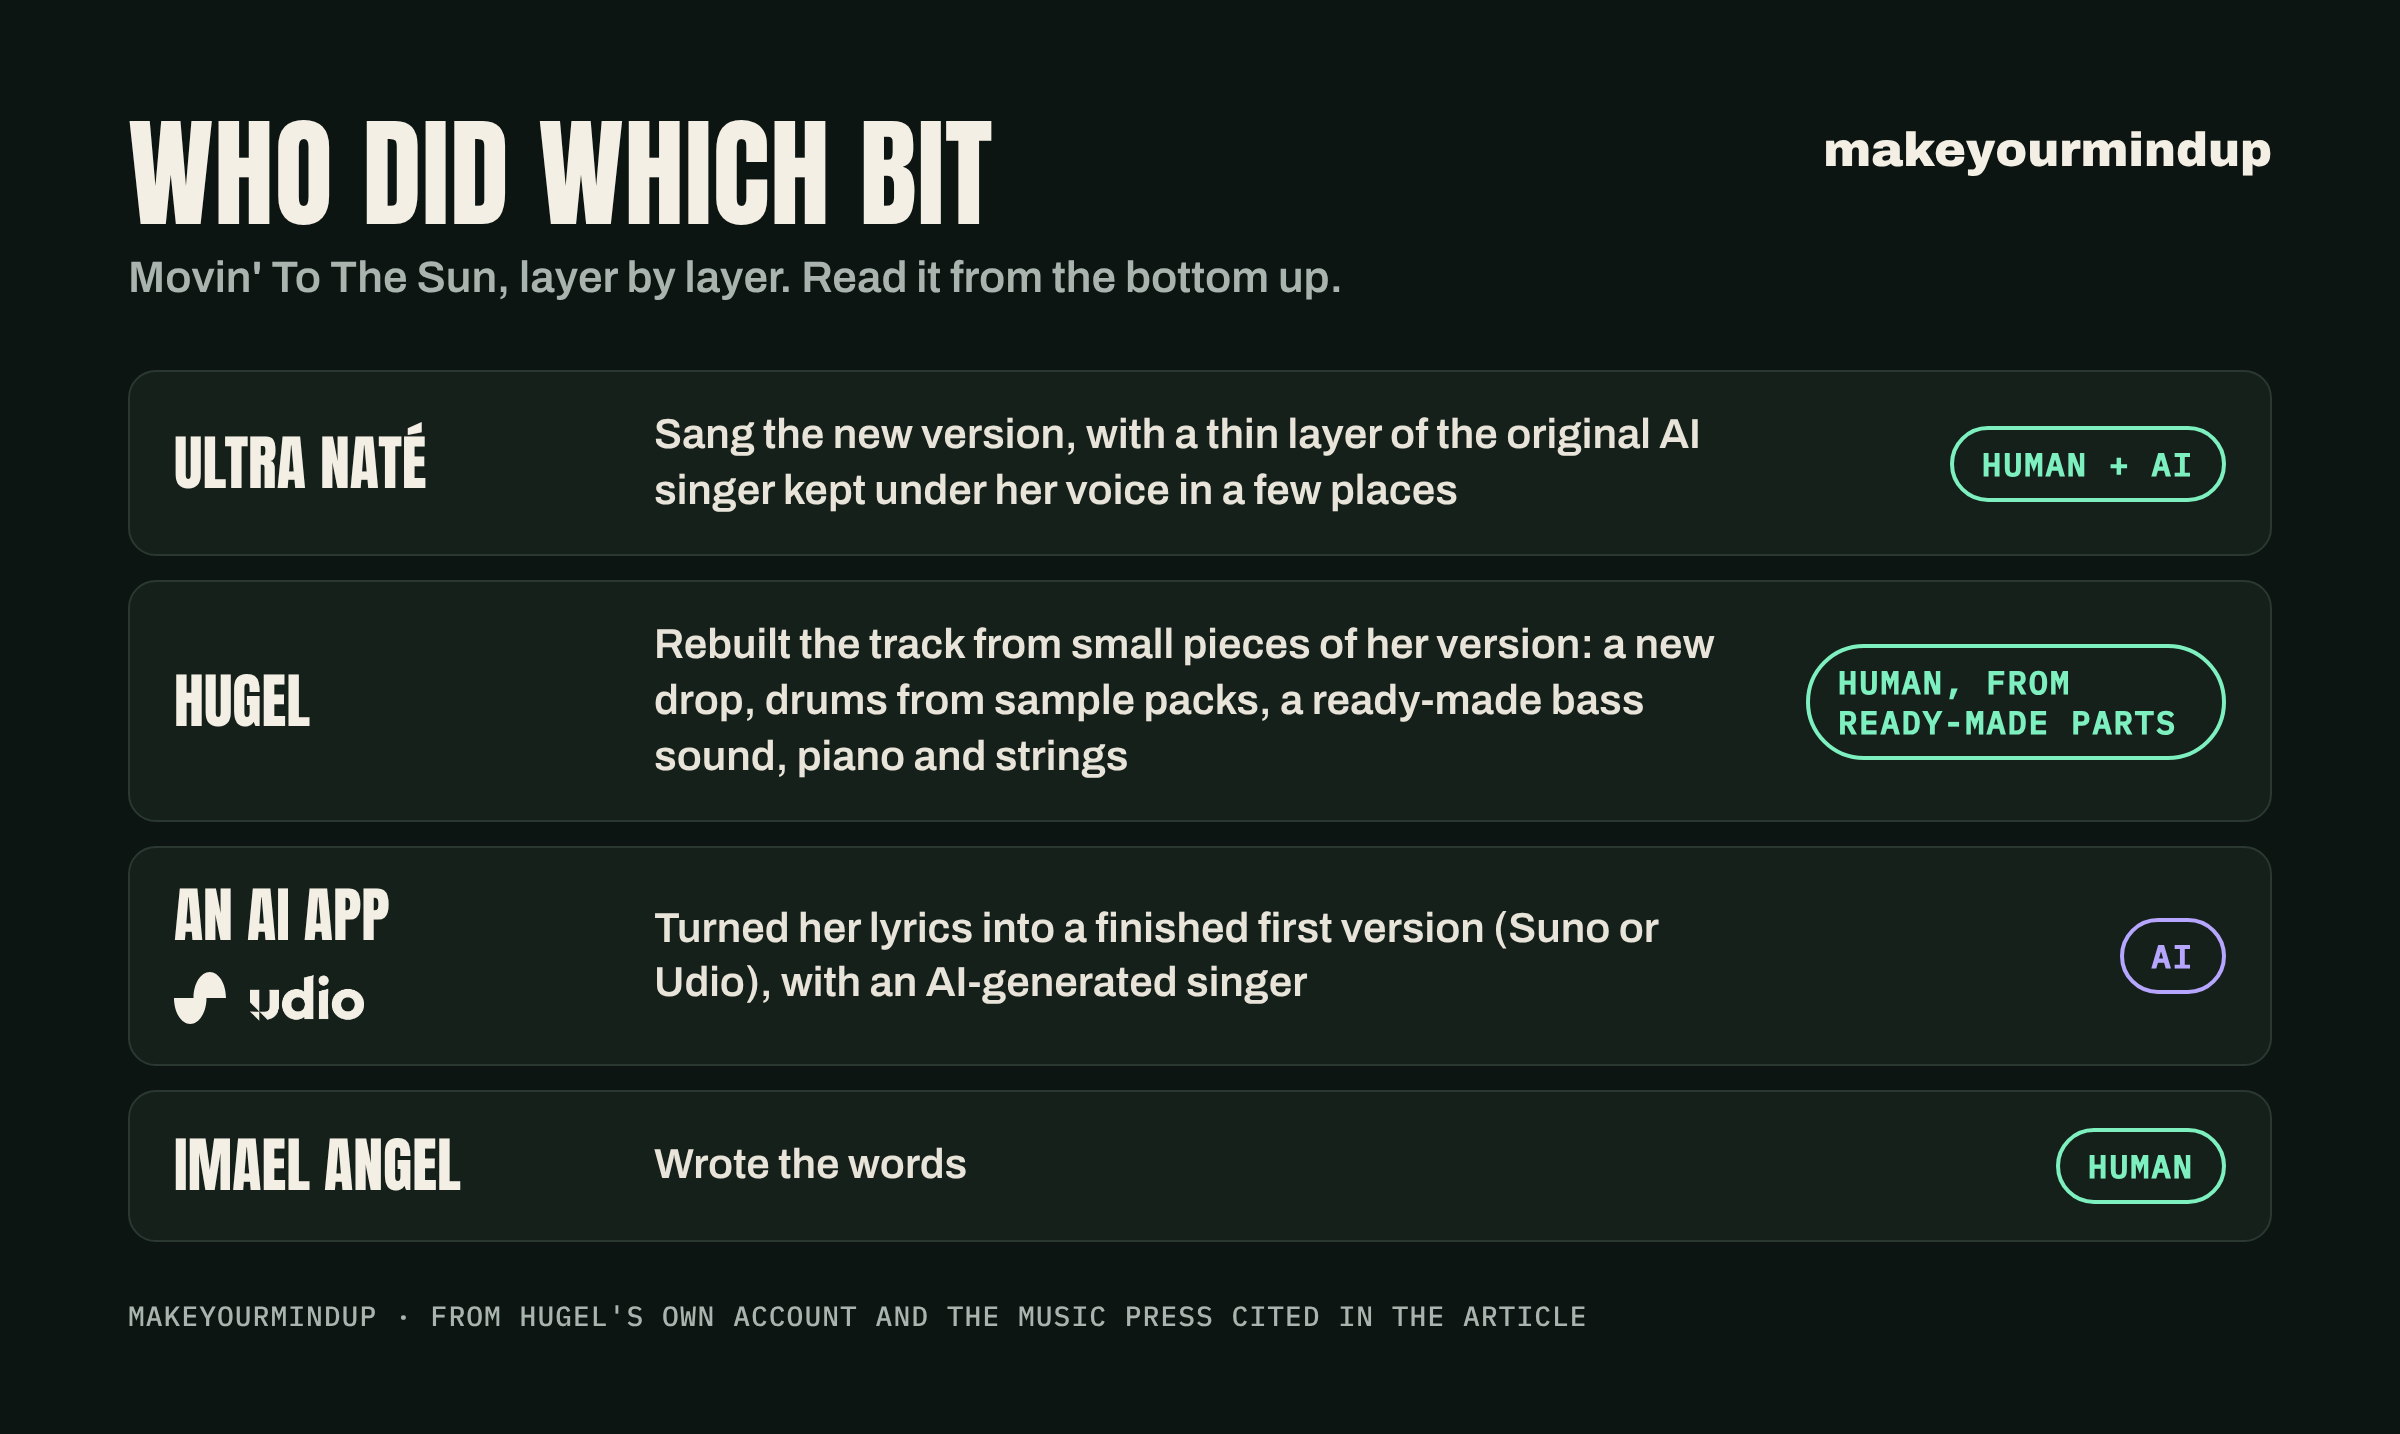 WHO DID WHICH BIT
makeyourmindup
Movin' To The Sun, layer by layer. Read it from the bottom up.
ULTRA NATÉ
Sang the new version, with a thin layer of the original AI
singer kept under her voice in a few places
HUMAN + AI
HUGEL
Rebuilt the track from small pieces of her version: a new
drop, drums from sample packs, a ready-made bass
sound, piano and strings
HUMAN, FROM
READY-MADE PARTS
AN AI APP
udio
Turned her lyrics into a finished first version (Suno or
Udio), with an AI-generated singer
AI
IMAEL ANGEL
Wrote the words
HUMAN
MAKEYOURMINDUP · FROM HUGEL'S OWN ACCOUNT AND THE MUSIC PRESS CITED IN THE ARTICLE